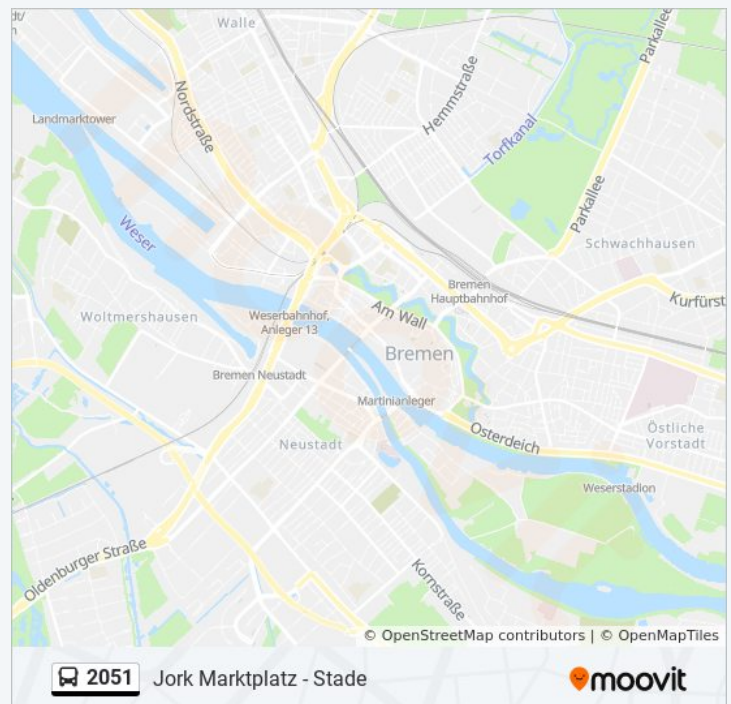 Walle
Parkallee
Hemmstraße
Nordstraße
Landmarktower
Torfkanal
Parkallee
Weser
Schwachhausen
Bremen
Hauptbahnhof
Kurfürst
Am Wall
Woltmershausen
Weserbahnhof,
Anleger 13
Bremen
Bremen Neustadt
Martinianleger
Osterdeich
Östliche
Vorstadt
Neustadt
Weserstadion
Oldenburger Straße
Kornstraße
© OpenStreetMap contributors | © OpenMapTiles
2051 Jork Marktplatz - Stade
moovit